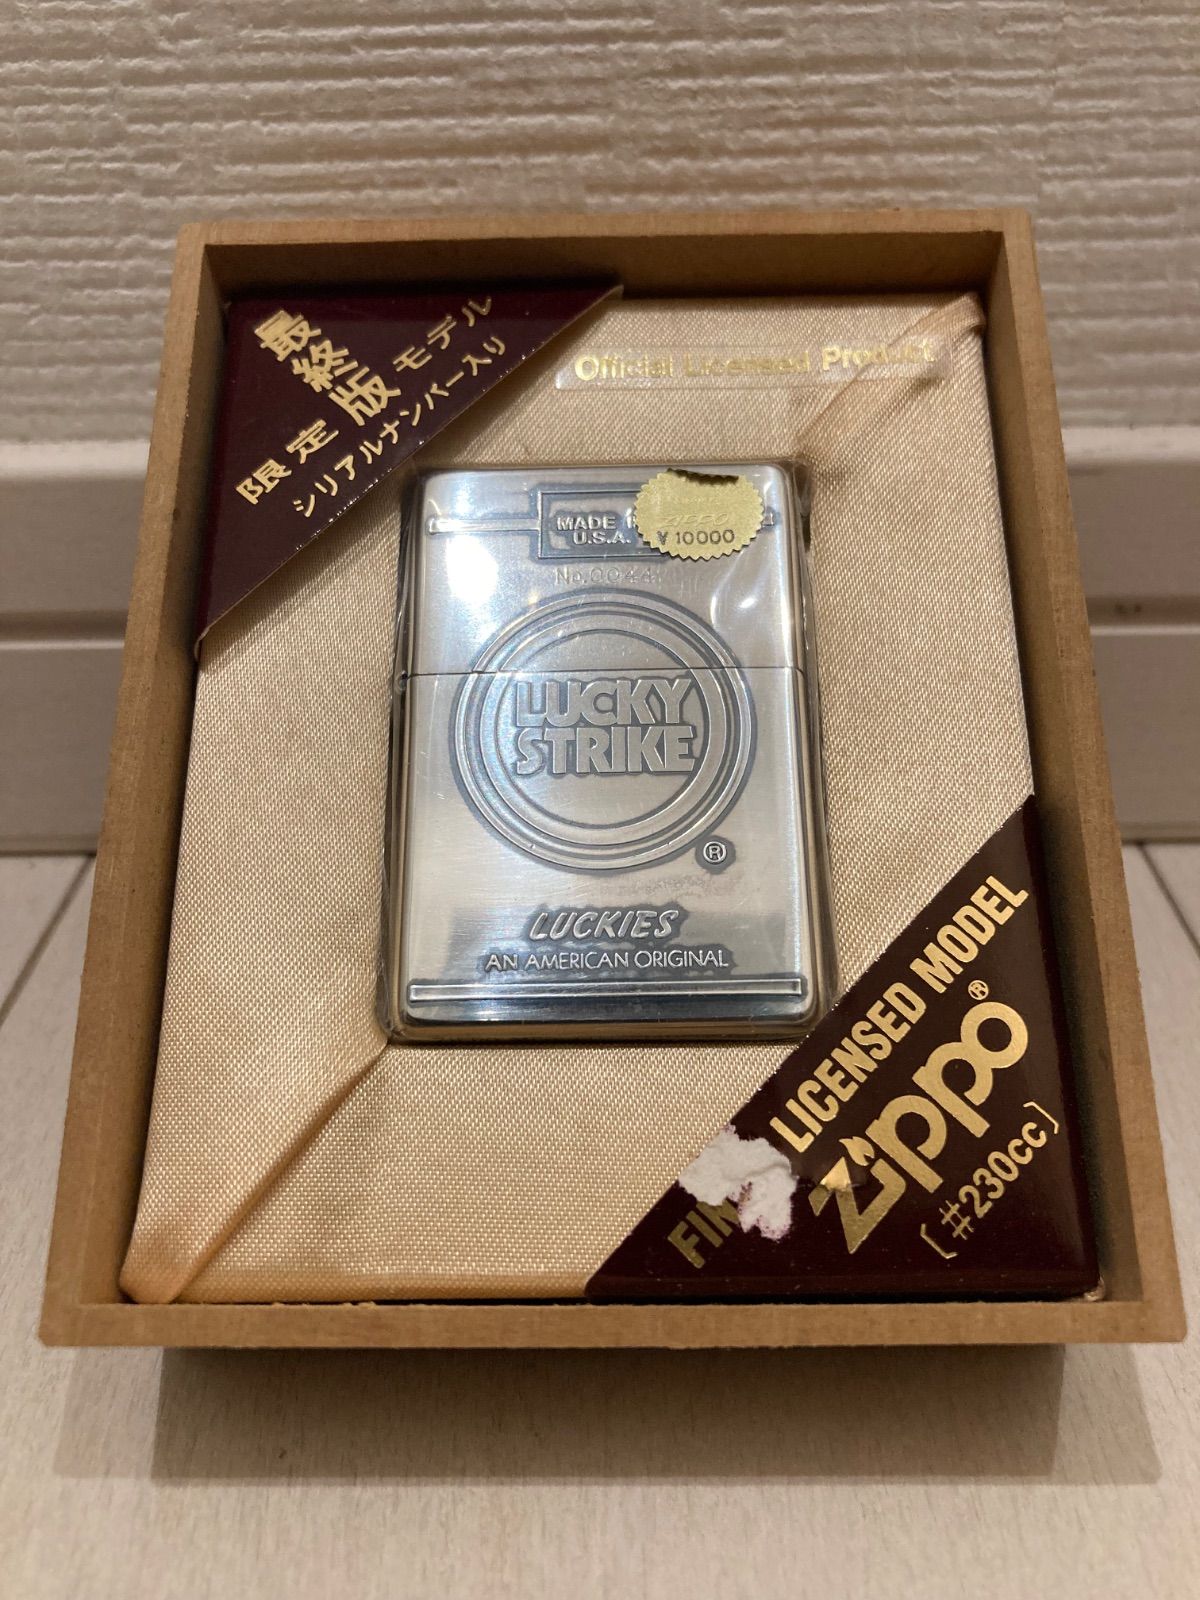 最終版
限定 モデル
シリアルナンバー入り
Official Licensed Product
MADE
U.S.A.
ZIPPO
¥10000
LUCKY
STRIKE
®
LUCKIES
AN AMERICAN ORIGINAL
LICENSED MODEL
Zippo®
[#230cc]